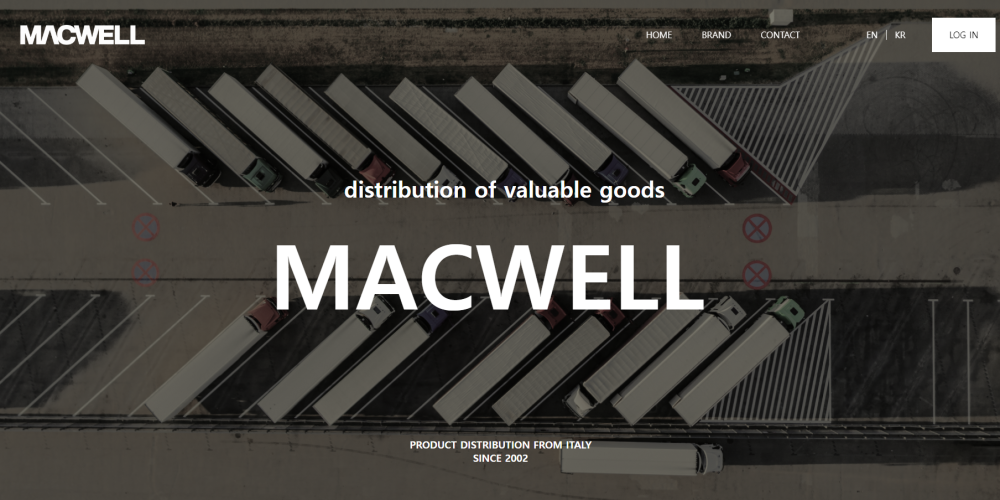 MACWELL
HOME BRAND CONTACT EN | KR LOG IN
distribution of valuable goods
MACWELL
PRODUCT DISTRIBUTION FROM ITALY
SINCE 2002